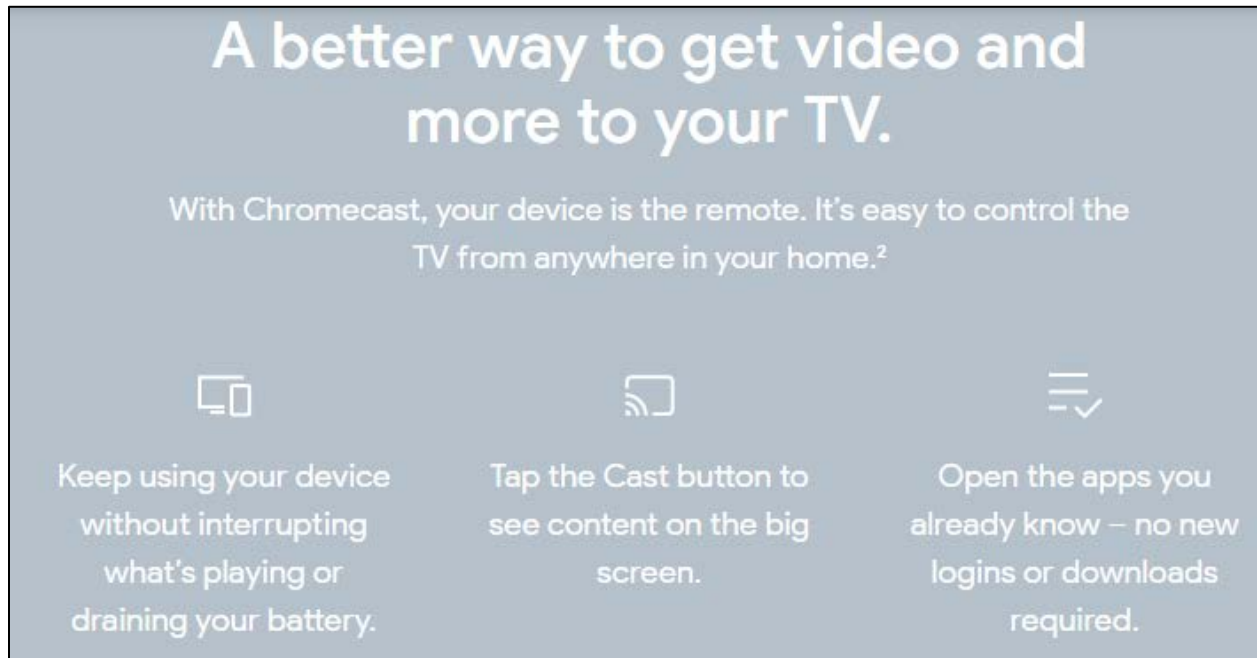 A better way to get video and
more to your TV.
With Chromecast, your device is the remote. It's easy to control the
TV from anywhere in your home.²
Keep using your device
without interrupting
what's playing or
draining your battery.
Tap the Cast button to
see content on the big
screen.
Open the apps you
already know – no new
logins or downloads
required.